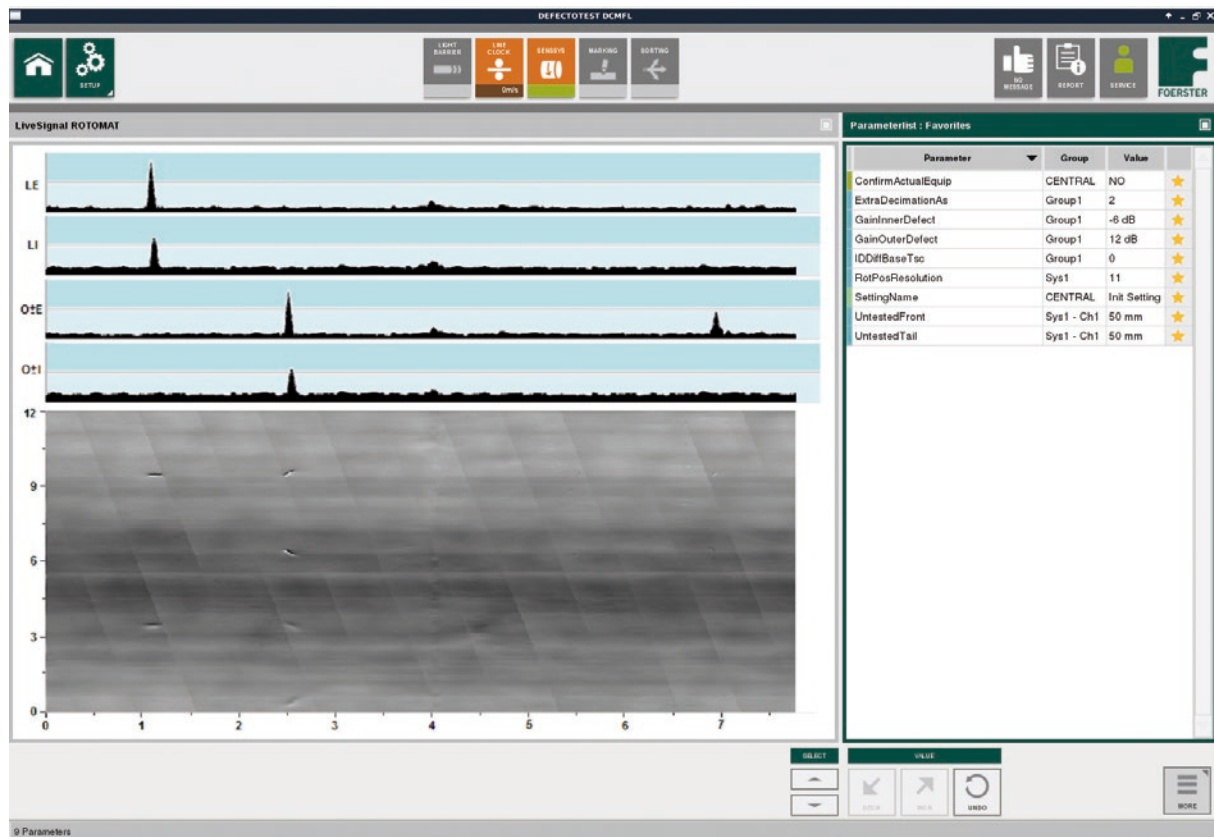 DEFECTOTEST DCMFL
SETUP
LIGHT BARRIER
LINE CLOCK
0m/s
SENSSYS
MARKING
SORTING
NO MESSAGE
REPORT
SERVICE
FOERSTER
LiveSignal ROTOMAT
LE
LI
O±E
O±I
12
9
6
3
0
0 1 2 3 4 5 6 7
Parameterlist : Favorites
Parameter Group Value
ConfirmActualEquip CENTRAL NO
ExtraDecimationAs Group1 2
GainInnerDefect Group1 -6 dB
GainOuterDefect Group1 12 dB
IDDiffBaseTsc Group1 0
RotPosResolution Sys1 11
SettingName CENTRAL Init Setting
UntestedFront Sys1 - Ch1 50 mm
UntestedTail Sys1 - Ch1 50 mm
SELECT
VALUE
UNDO
MORE
9 Parameters